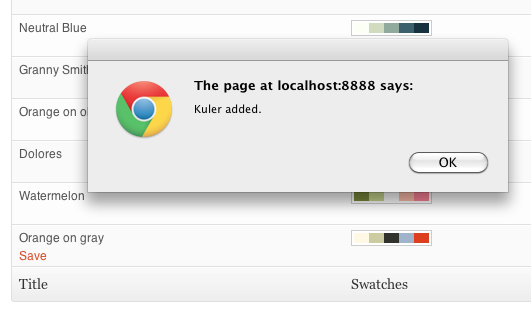 Neutral Blue
Granny Smit
The page at localhost:8888 says:
Kuler added.
Orange on o
Dolores
OK
Watermelon
Orange on gray
Save
Title Swatches